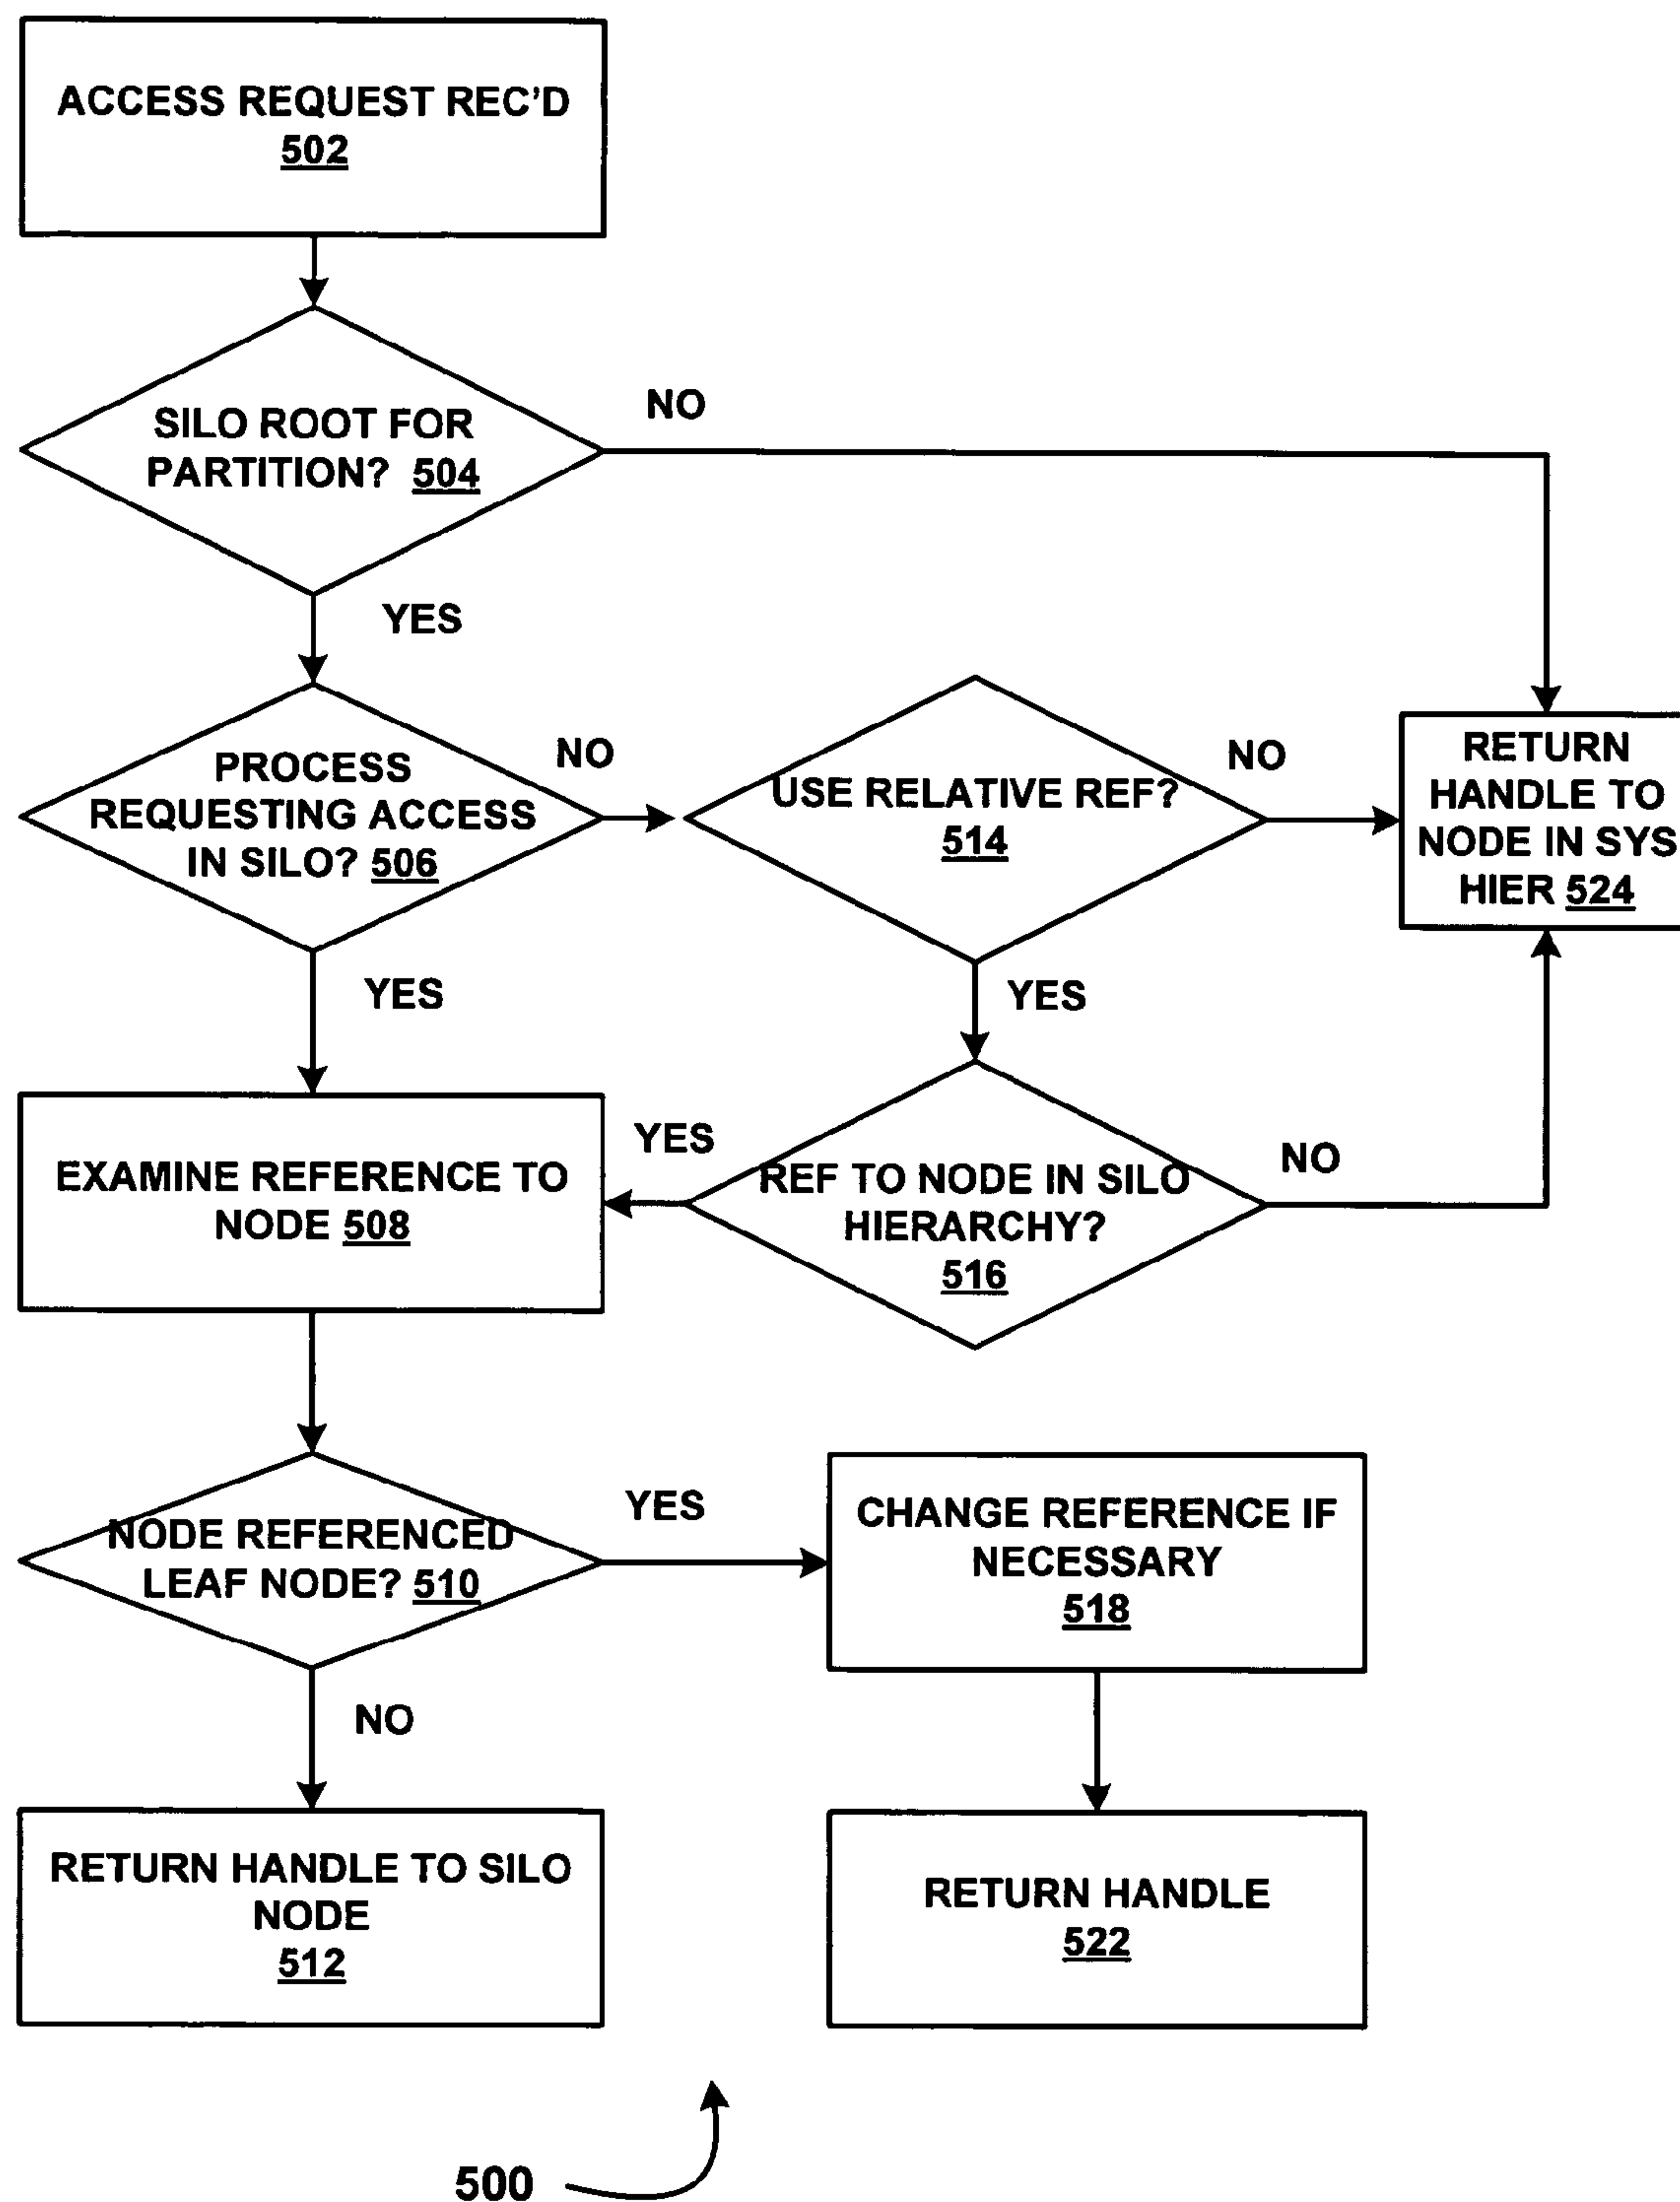 ACCESS REQUEST REC'D
502
SILO ROOT FOR
PARTITION? 504
NO
YES
PROCESS
REQUESTING ACCESS
IN SILO? 506
NO
USE RELATIVE REF?
514
NO
RETURN
HANDLE TO
NODE IN SYS
HIER 524
YES
YES
EXAMINE REFERENCE TO
NODE 508
YES
REF TO NODE IN SILO
HIERARCHY?
516
NO
NODE REFERENCED
LEAF NODE? 510
YES
CHANGE REFERENCE IF
NECESSARY
518
NO
RETURN HANDLE TO SILO
NODE
512
RETURN HANDLE
522
500